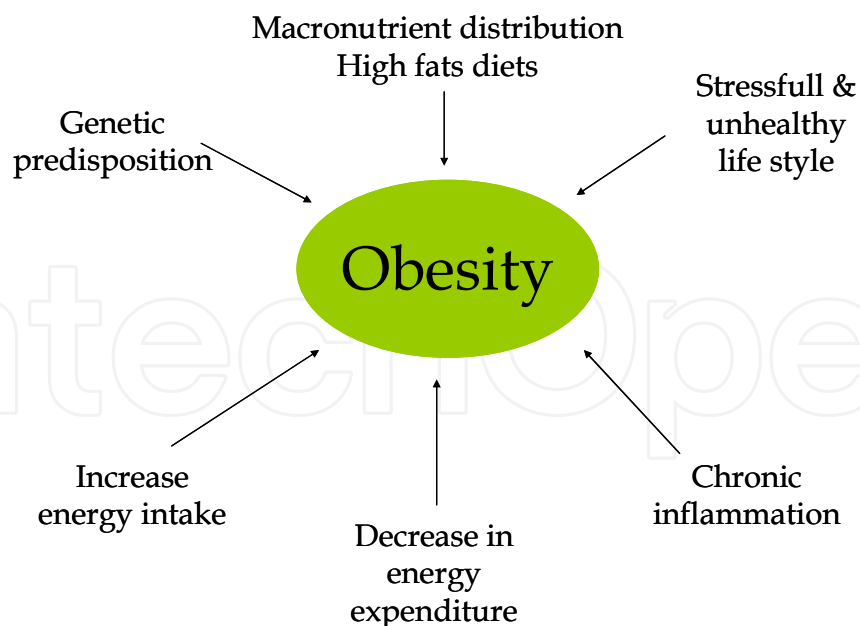 Macronutrient distribution
High fats diets
Stressfull &
unhealthy
life style
Genetic
predisposition
Obesity
Increase
energy intake
Decrease in
energy
expenditure
Chronic
inflammation
ntechOpe